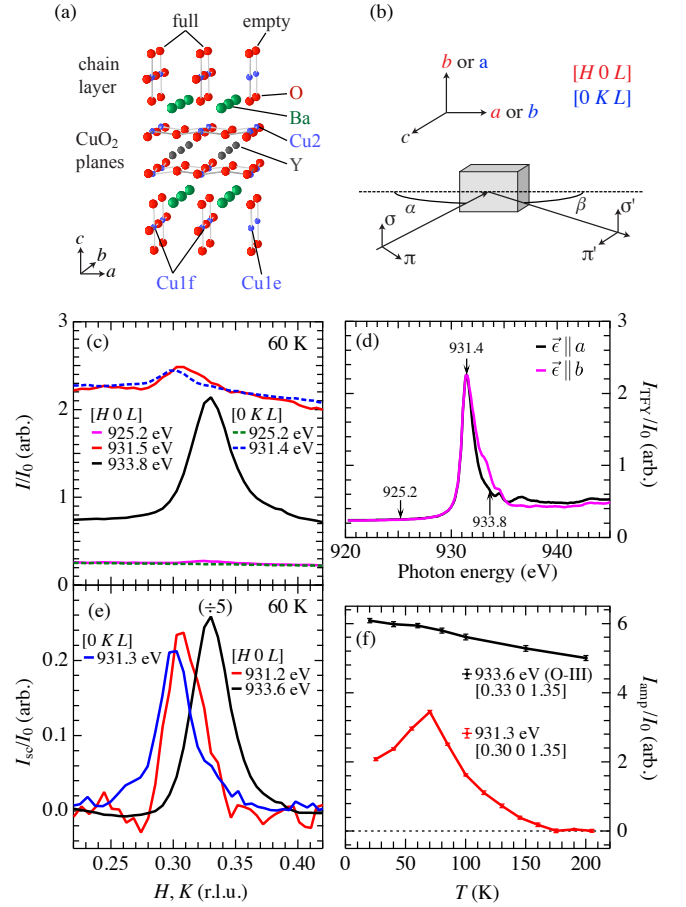 (a)
full
empty
chain
layer
O
Ba
CuO2
planes
Cu2
Y
c
b
a
Cu1f
Cu1e
(b)
b or a
[H 0 L]
[0 K L]
a or b
c
α
β
σ
π
σ'
π'
3
2
1
0
I/I0 (arb.)
(c)
60 K
[H 0 L]
925.2 eV
931.5 eV
933.8 eV
[0 K L]
925.2 eV
931.4 eV
(d)
931.4
ϵ⃗ || a
ϵ⃗ || b
925.2
933.8
3
2
1
0
ITFY/I0 (arb.)
920
930
940
Photon energy (eV)
(e)
(÷5)
60 K
[0 K L]
931.3 eV
[H 0 L]
931.2 eV
933.6 eV
0.2
0.0
Isc/I0 (arb.)
0.25
0.30
0.35
0.40
H, K (r.l.u.)
(f)
933.6 eV (O-III)
[0.33 0 1.35]
931.3 eV
[0.30 0 1.35]
6
4
2
0
Iamp/I0 (arb.)
0
50
100
150
200
T (K)